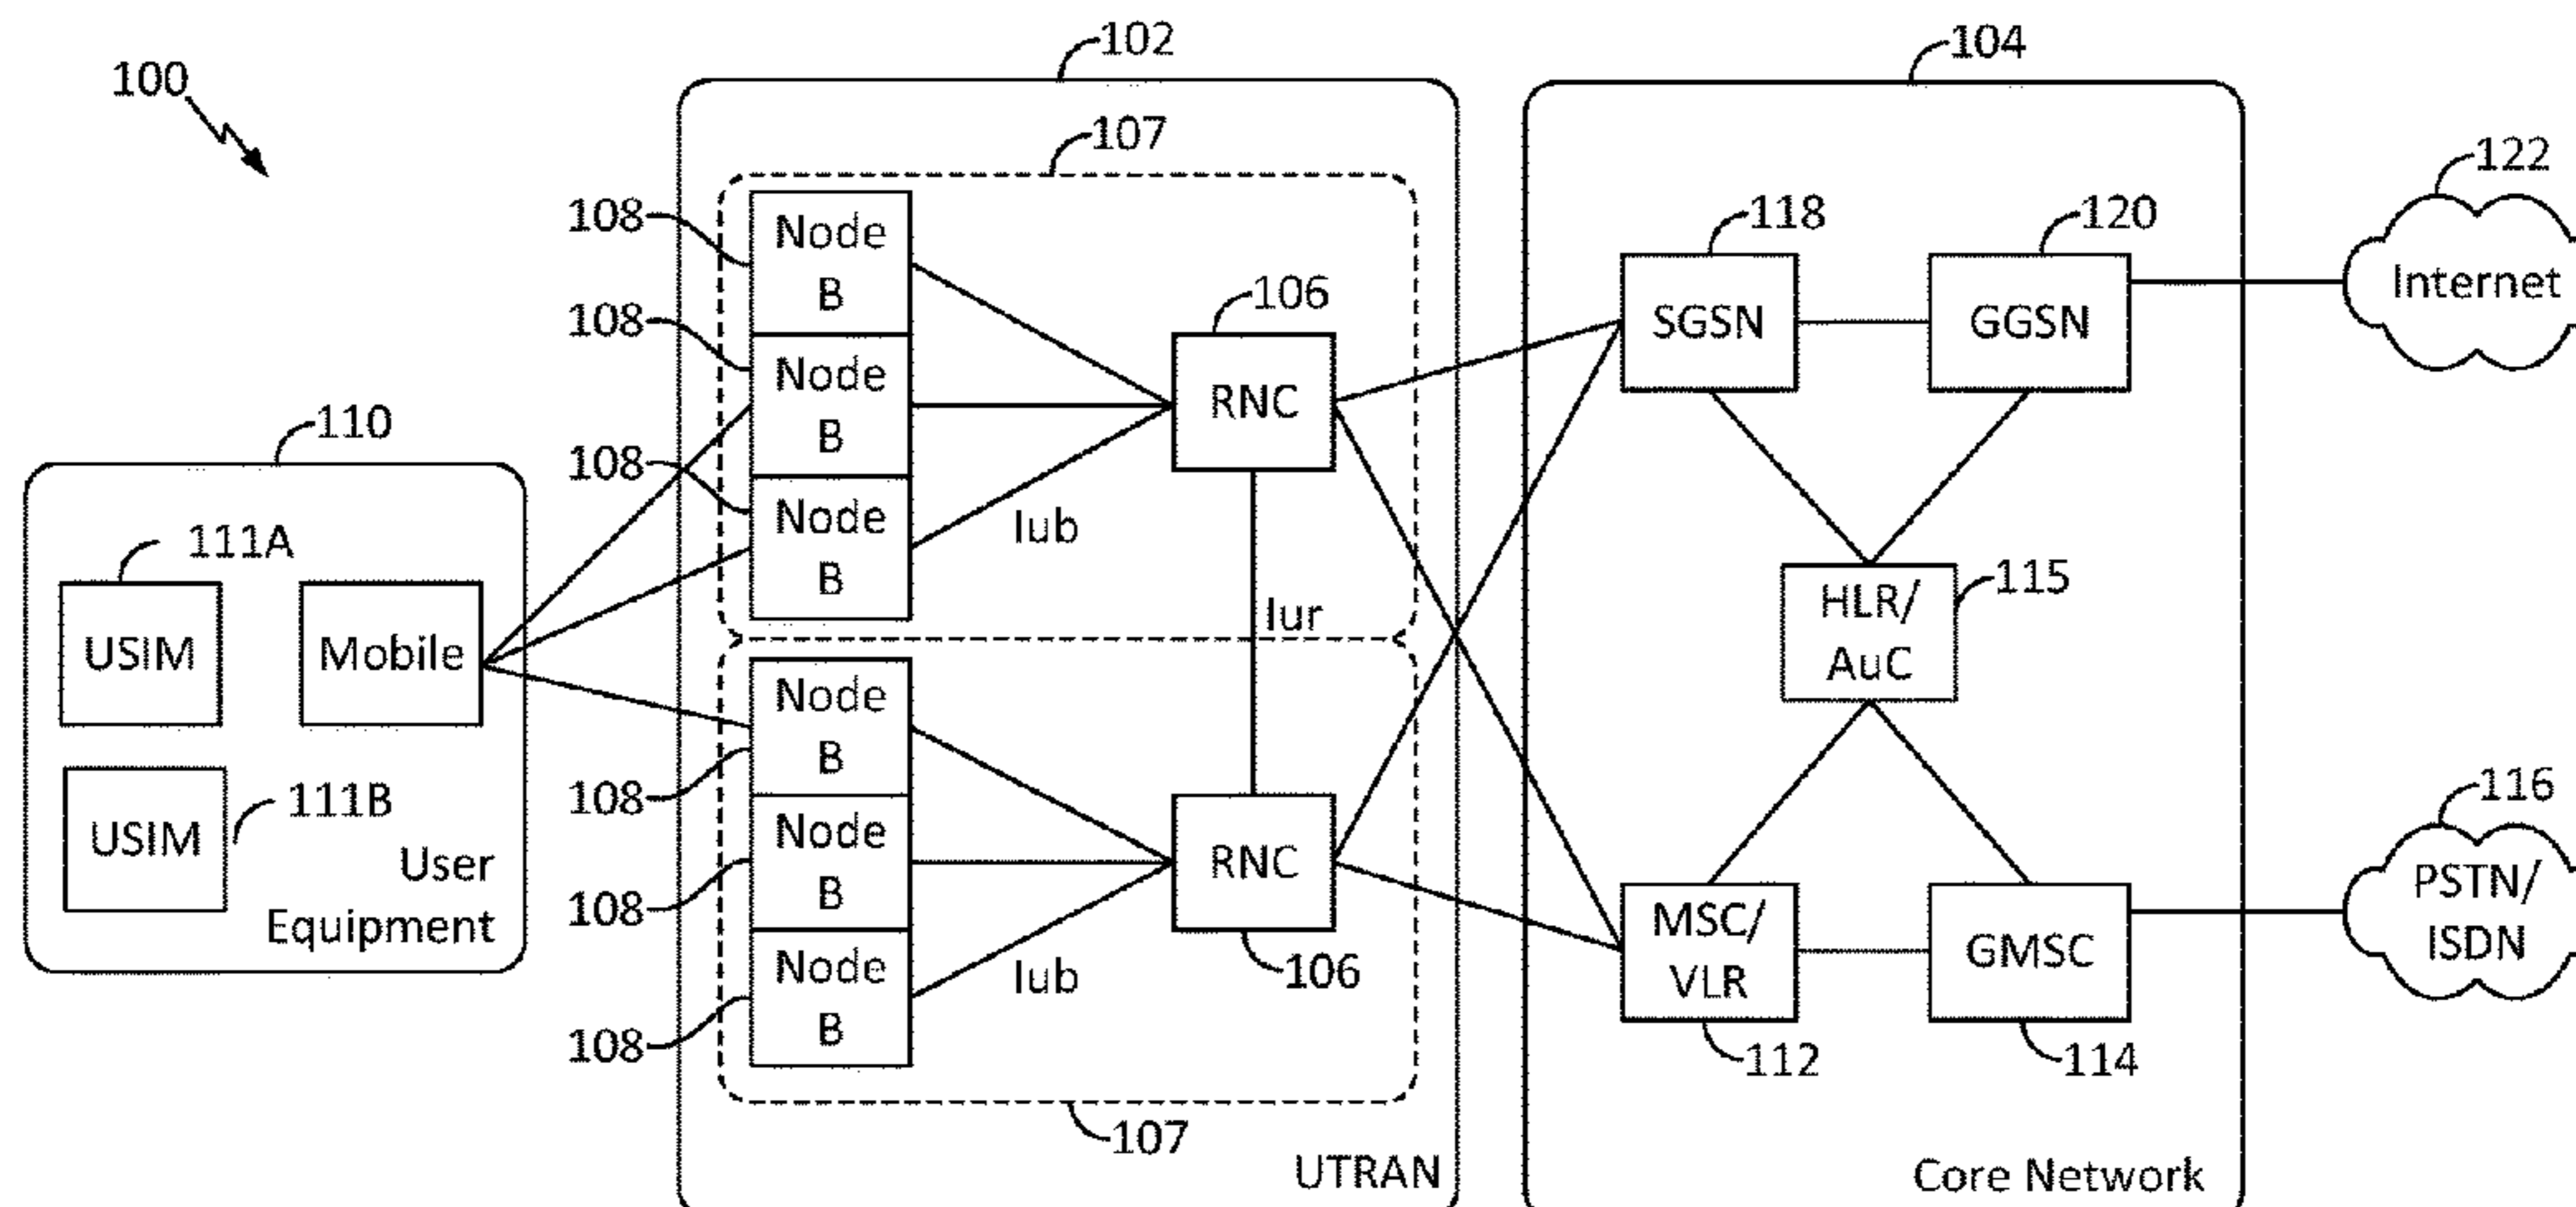 100
102
104
107
122
108
Node
B
118
120
106
Internet
108
Node
B
SGSN
GGSN
RNC
110
108
Node
B
Iub
111A
HLR/
AuC
115
Iur
USIM
Mobile
Node
B
116
111B
108
USIM
Node
B
RNC
MSC/
VLR
GMSC
PSTN/
ISDN
User
Equipment
108
106
Node
B
Iub
108
112
114
107
UTRAN
Core Network